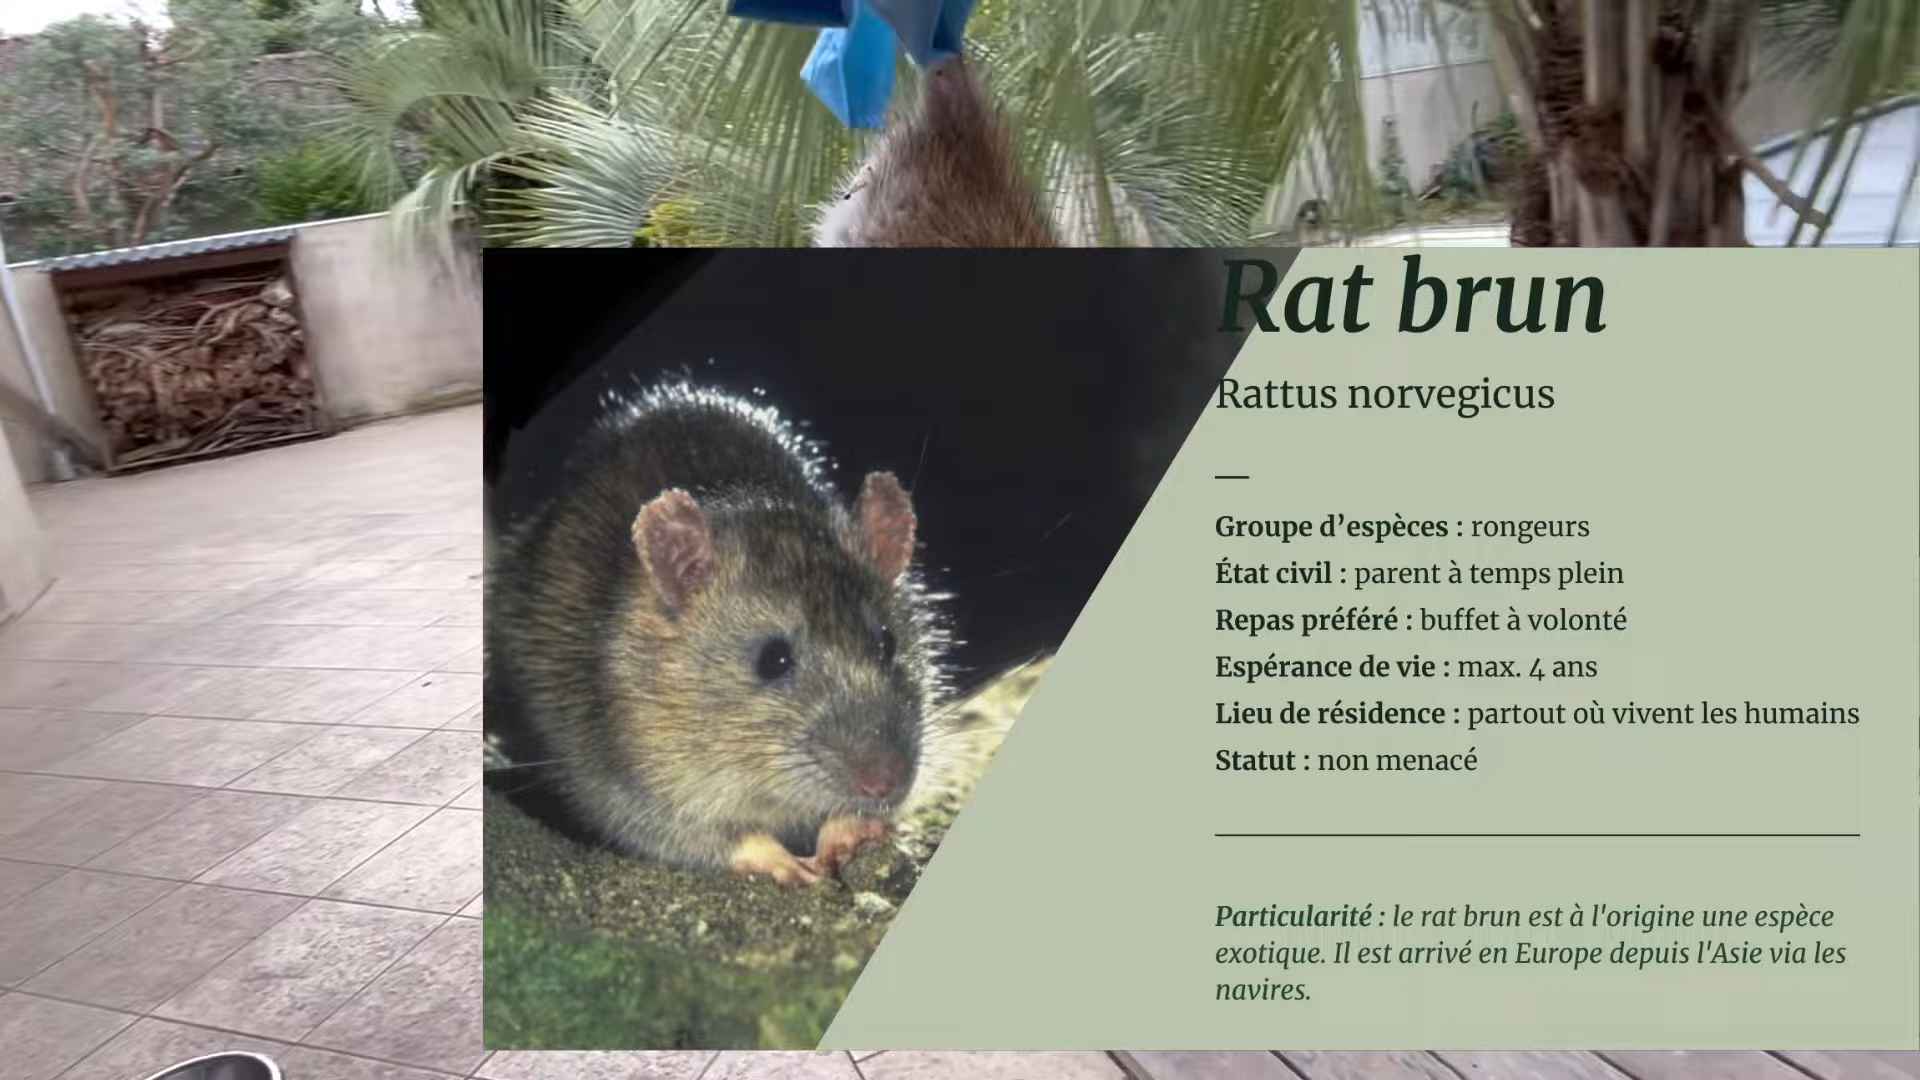 Rat brun
Rattus norvegicus
—
Groupe d’espèces : rongeurs
État civil : parent à temps plein
Repas préféré : buffet à volonté
Espérance de vie : max. 4 ans
Lieu de résidence : partout où vivent les humains
Statut : non menacé
Particularité : le rat brun est à l'origine une espèce
exotique. Il est arrivé en Europe depuis l'Asie via les
navires.